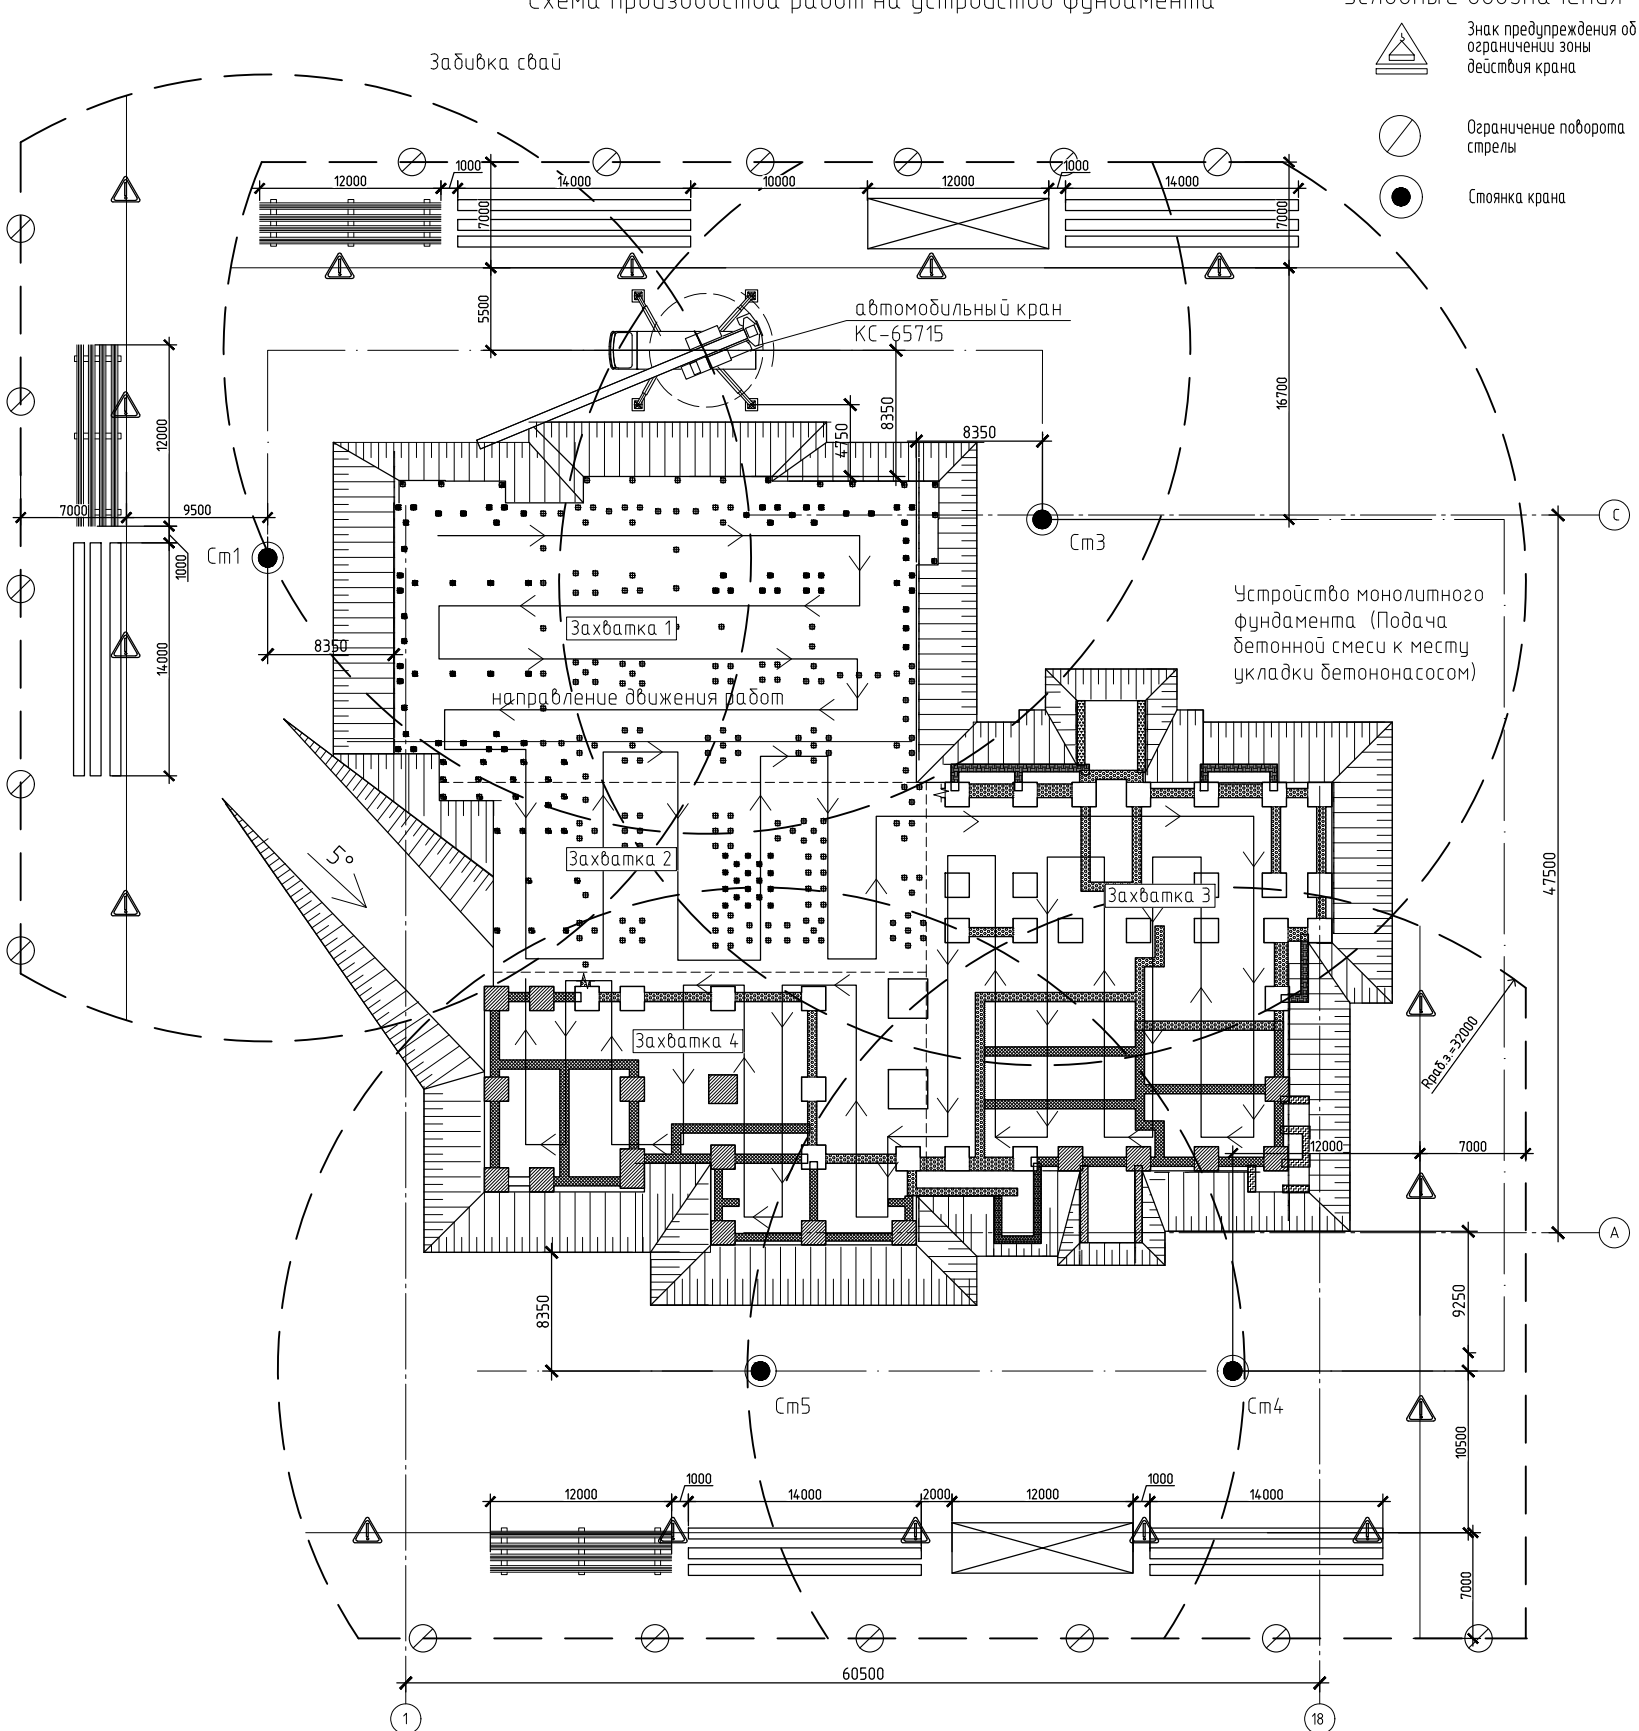 Схема производства работ на устройство фундамента
Условные обозначения
Забивка свай
Знак предупреждения об
ограничении зоны
действия крана
Ограничение поворота
стрелы
Стоянка крана
12000
1000
14000
10000
12000
1000
14000
7000
7000
5500
автомобильный кран
КС-65715
16700
8350
4750
8350
12000
7000
9500
1000
14000
Ст1
8350
Ст3
С
Захватка 1
направление движения работ
Устройство монолитного
фундамента (Подача
бетонной смеси к месту
укладки бетононасосом)
5°
Захватка 2
Захватка 3
47500
Захватка 4
Rраб.з.=32000
12000
7000
А
8350
9250
Ст5
Ст4
10500
12000
1000
14000
2000
12000
1000
14000
7000
60500
1
18